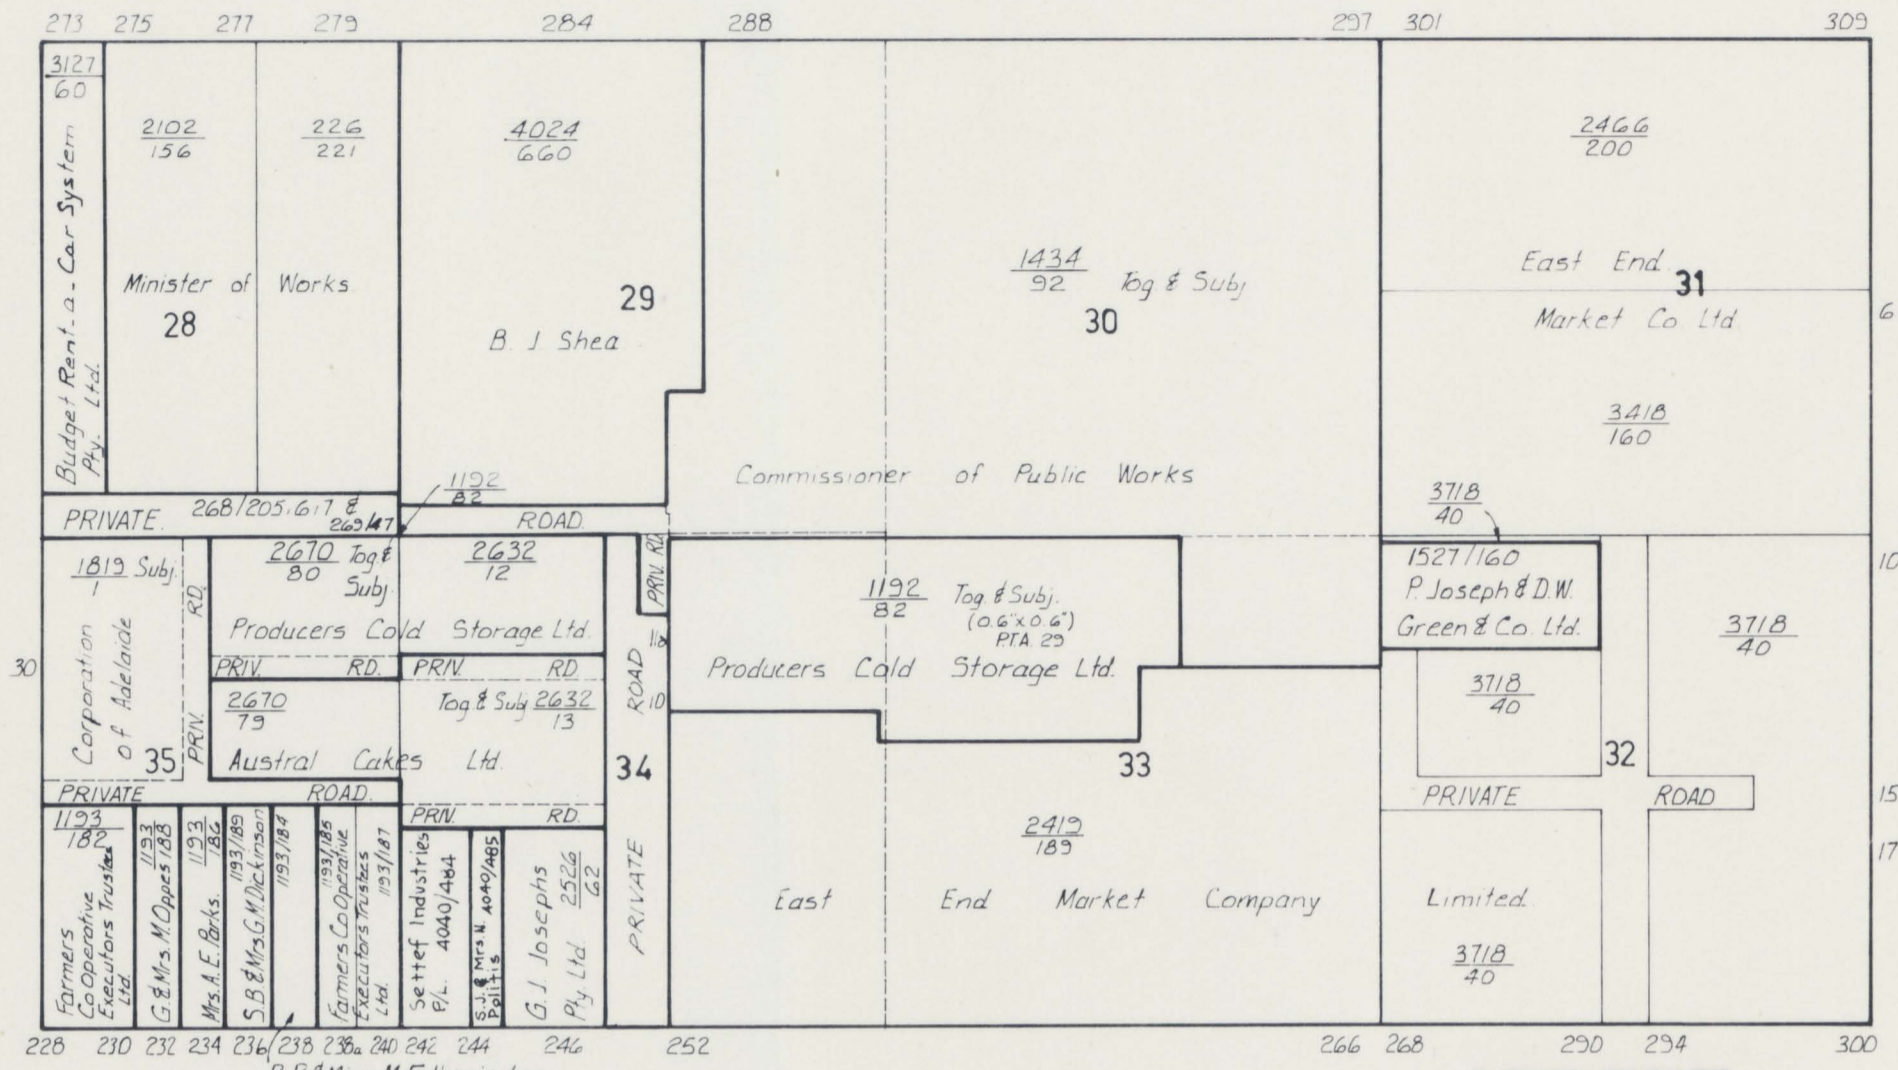 273 275 277 279 284 288 297 301 309
3127
60
Budget Rent-a-Car System
Pty. Ltd.
2102
156
226
221
Minister of Works
28
4024
660
29
B. J Shea
1434
92 Tog & Subj
30
Commissioner of Public Works
2466
200
East End
31
Market Co Ltd
6
3418
160
3718
40
1192
82
PRIVATE 268/205.6.7 &
269/47
ROAD
1819 Subj.
1
Corporation
of Adelaide
35
PRIV. RD.
2670 Tog. &
80 Subj.
2632
12
Producers Cold Storage Ltd.
PRIV. RD. PRIV. RD
2670
79
Tog. & Subj 2632
13
Austral Cakes Ltd.
PRIV. RD.
PRIVATE ROAD
10
34
1192 Tog. & Subj.
82 (0.6"x0.6")
P.T.A. 29
Producers Cold Storage Ltd.
33
1527/160
P. Joseph & D.W.
Green & Co. Ltd.
10
3718
40
3718
40
32
30
PRIVATE ROAD.
PRIV. RD.
PRIVATE ROAD
15
17
1193
182
Farmers
Co Operative
Executors Trustees
Ltd.
1193
188
G. & Mrs. M. Oppes
1193
186
Mrs. A. E. Parks.
1193/189
S.B & Mrs. G.M. Dickinson
1193/184
1193/185
Farmers Co Operative
Executors Trustees
Ltd. 1193/187
Settef Industries
P/L. 4040/484
S.J. & Mrs. N. 4040/485
Politis
G. J. Josephs
Pty. Ltd. 2526
62
2419
189
East End Market Company Limited
3718
40
228 230 232 234 236 238 238a 240 242 244 246 252 266 268 290 294 300